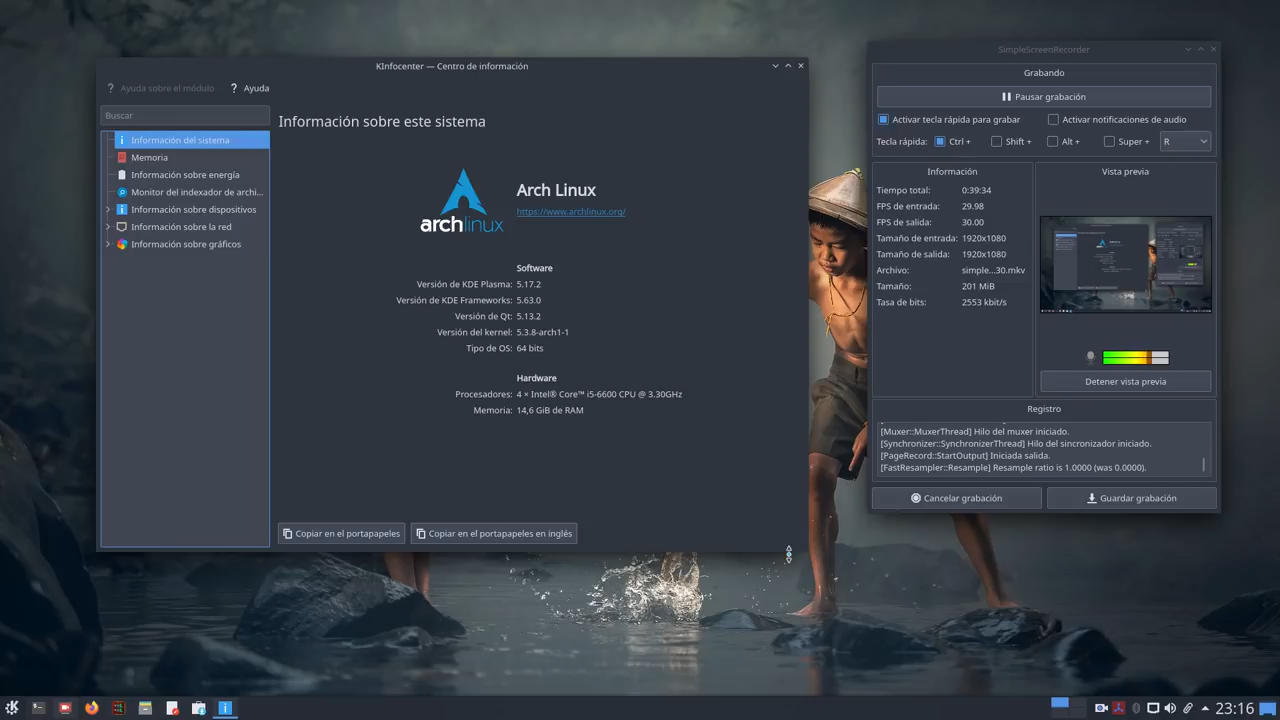 KInfocenter — Centro de información
Ayuda sobre el módulo
Ayuda
Buscar
Información del sistema
Memoria
Información sobre energía
Monitor del indexador de archi...
Información sobre dispositivos
Información sobre la red
Información sobre gráficos
Información sobre este sistema
archlinux
Arch Linux
https://www.archlinux.org/
Software
Versión de KDE Plasma: 5.17.2
Versión de KDE Frameworks: 5.63.0
Versión de Qt: 5.13.2
Versión del kernel: 5.3.8-arch1-1
Tipo de OS: 64 bits
Hardware
Procesadores: 4 × Intel® Core™ i5-6600 CPU @ 3.30GHz
Memoria: 14,6 GiB de RAM
Copiar en el portapapeles
Copiar en el portapapeles en inglés
SimpleScreenRecorder
Grabando
Pausar grabación
Activar tecla rápida para grabar
Activar notificaciones de audio
Tecla rápida: Ctrl + Shift + Alt + Super + R
Información
Tiempo total: 0:39:34
FPS de entrada: 29.98
FPS de salida: 30.00
Tamaño de entrada: 1920x1080
Tamaño de salida: 1920x1080
Archivo: simple...30.mkv
Tamaño: 201 MiB
Tasa de bits: 2553 kbit/s
Vista previa
Detener vista previa
Registro
[Muxer::MuxerThread] Hilo del muxer iniciado.
[Synchronizer::SynchronizerThread] Hilo del sincronizador iniciado.
[PageRecord::StartOutput] Iniciada salida.
[FastResampler::Resample] Resample ratio is 1.0000 (was 0.0000).
Cancelar grabación
Guardar grabación
23:16